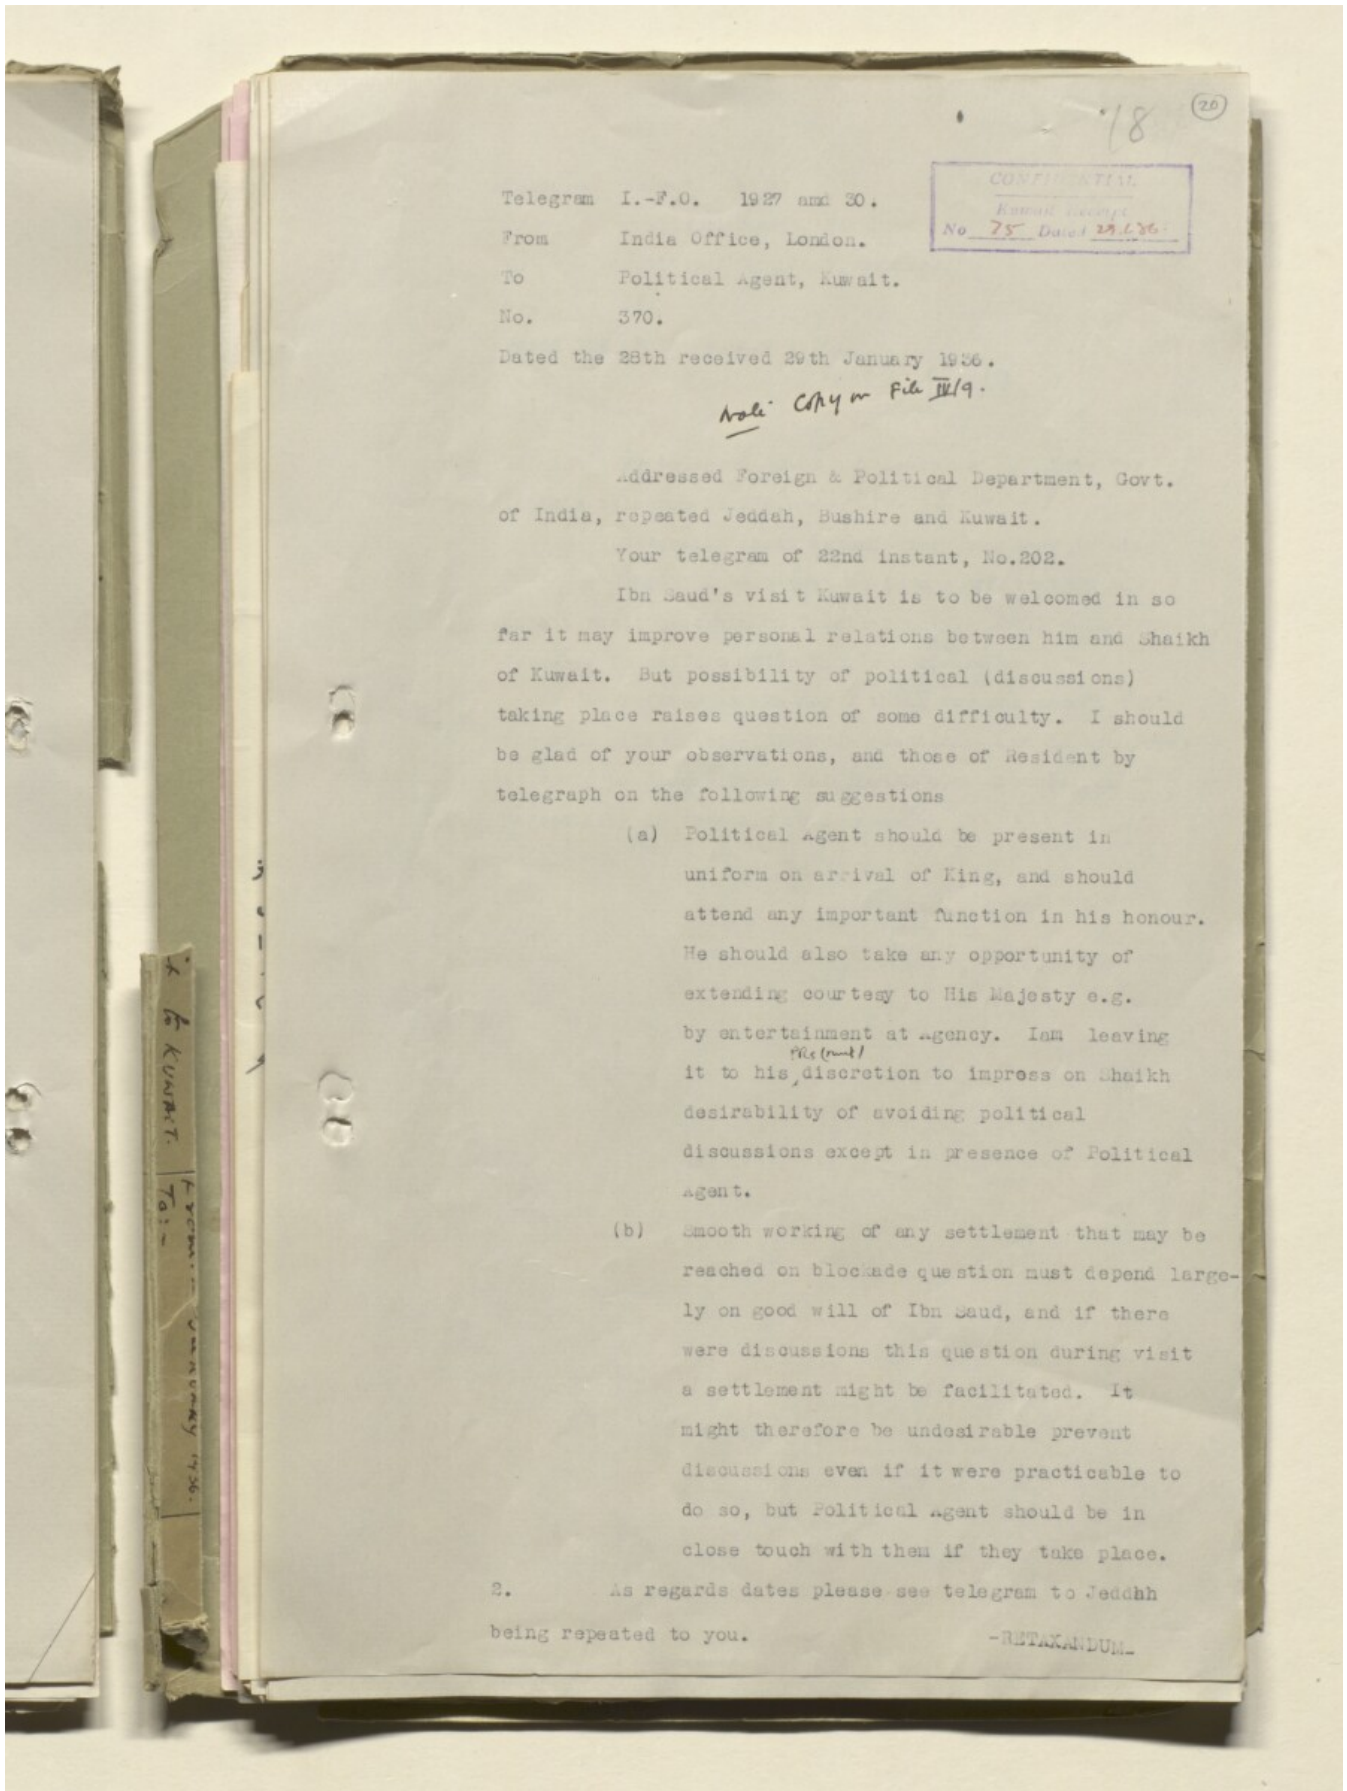 18
20
CONFIDENTIAL
Kuwait Receipt
No 75 Dated 29.1.36
Telegram I.-F.O. 1927 amd 30.
From India Office, London.
To Political Agent, Kuwait.
No. 370.
Dated the 28th received 29th January 1936.
Note Copy on File IV/9.
Addressed Foreign & Political Department, Govt.
of India, repeated Jeddah, Bushire and Kuwait.
Your telegram of 22nd instant, No.202.
Ibn Saud's visit Kuwait is to be welcomed in so
far it may improve personal relations between him and Shaikh
of Kuwait. But possibility of political (discussions)
taking place raises question of some difficulty. I should
be glad of your observations, and those of Resident by
telegraph on the following suggestions
(a) Political Agent should be present in
uniform on arrival of King, and should
attend any important function in his honour.
He should also take any opportunity of
extending courtesy to His Majesty e.g.
by entertainment at Agency. Iam leaving
it to his discretion to impress on Shaikh
desirability of avoiding political
discussions except in presence of Political
Agent.
(b) Smooth working of any settlement that may be
reached on blockade question must depend large-
ly on good will of Ibn Saud, and if there
were discussions this question during visit
a settlement might be facilitated. It
might therefore be undesirable prevent
discussions even if it were practicable to
do so, but Political Agent should be in
close touch with them if they take place.
2. As regards dates please see telegram to Jeddhh
being repeated to you.
-RETAXANDUM-
to KUWAIT.
To:-
From:-
January 1936.